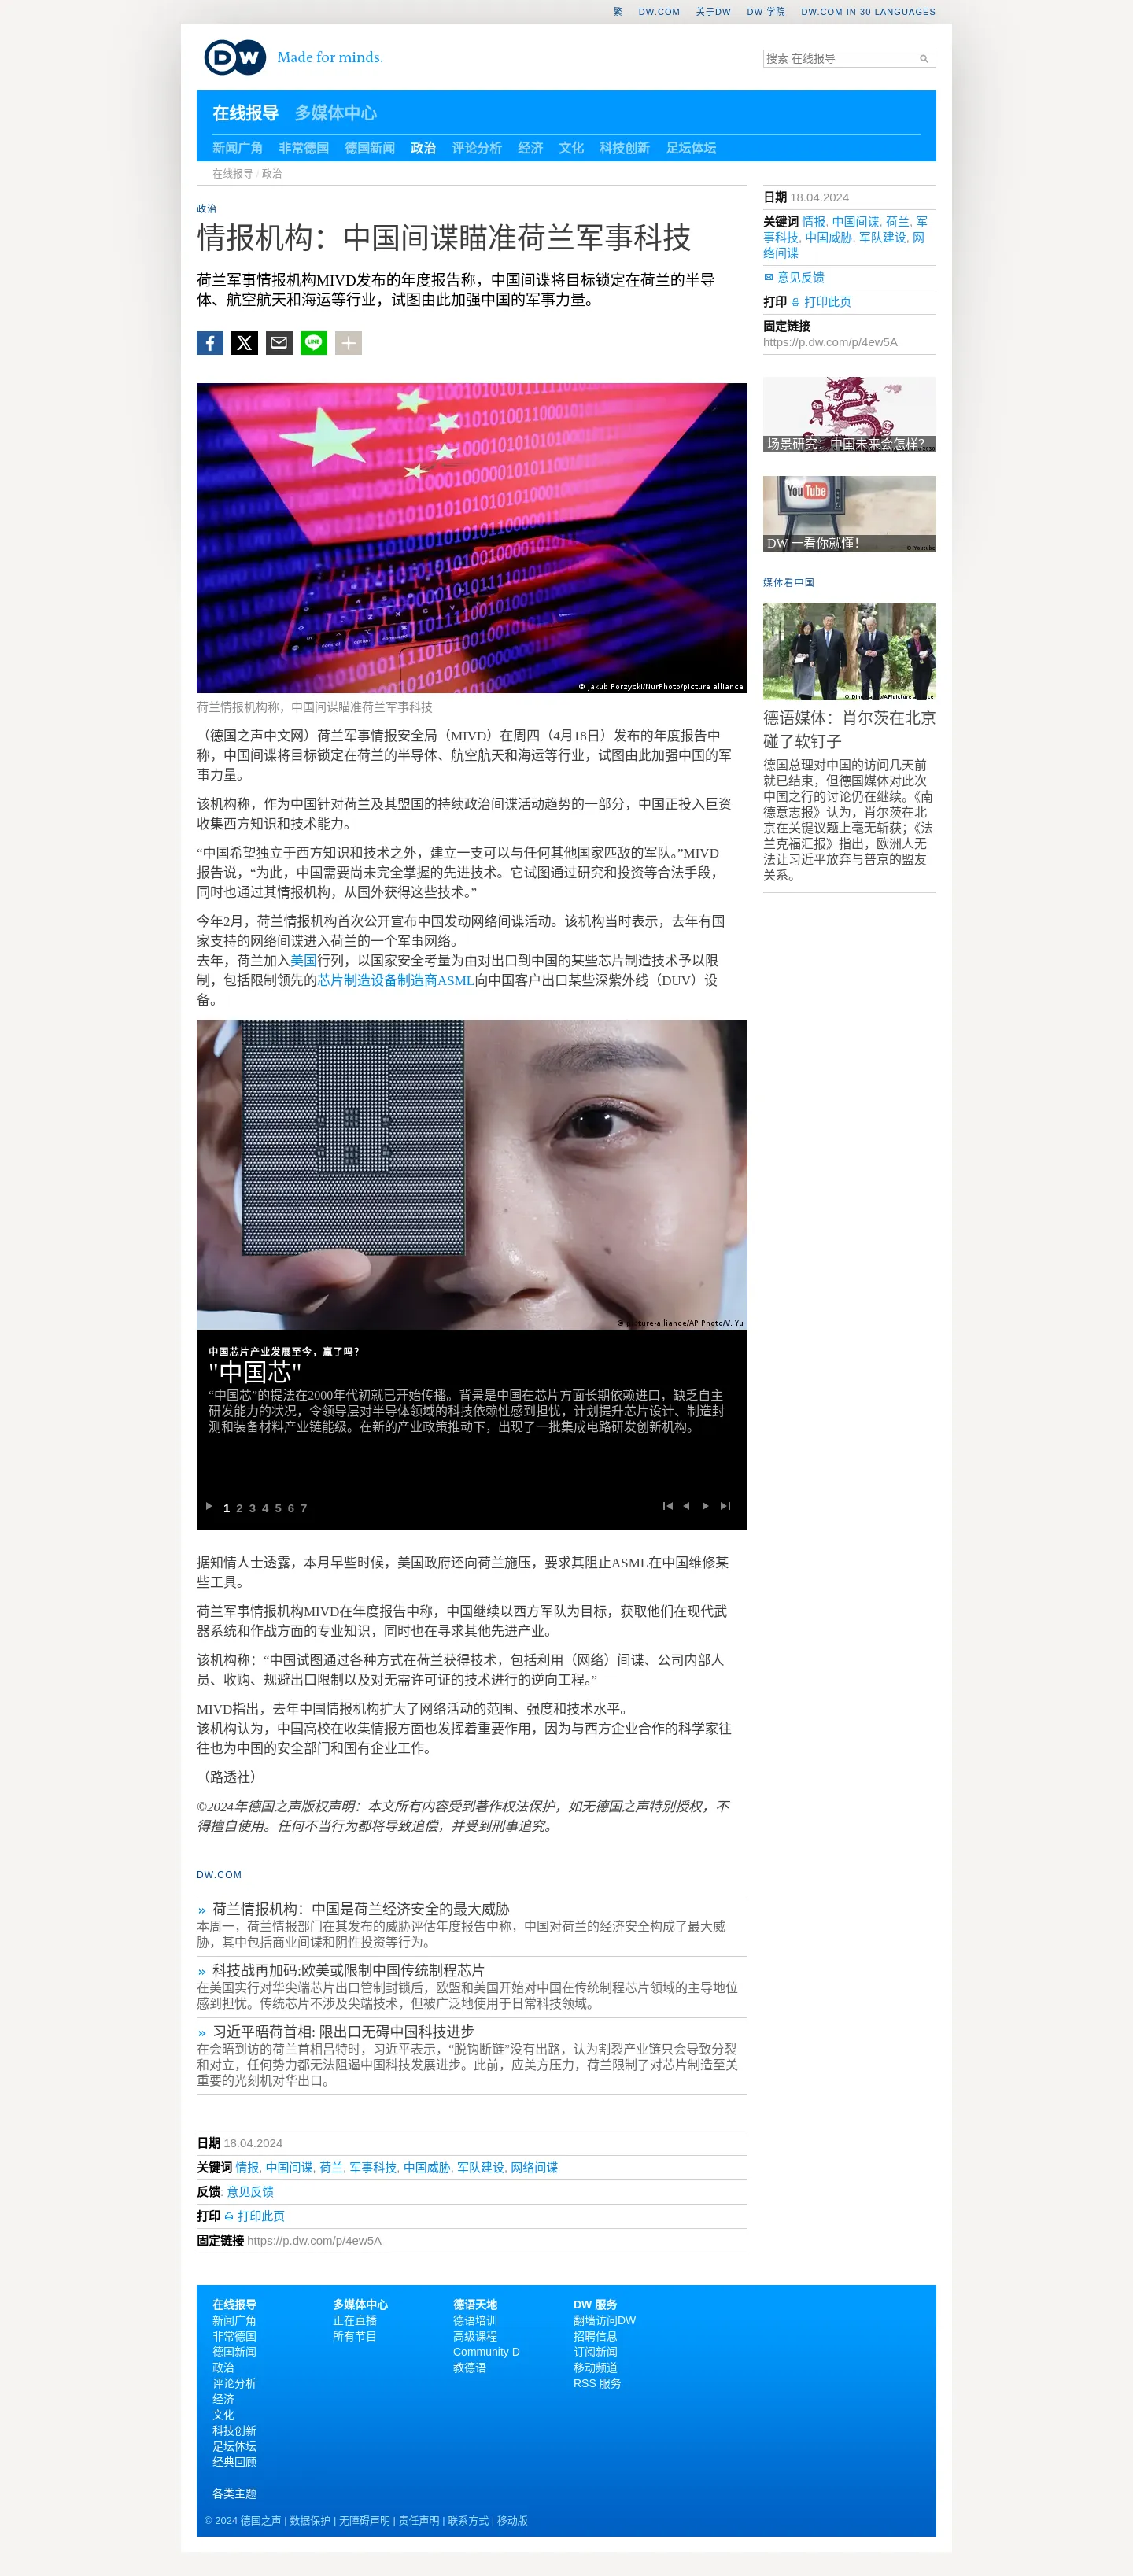 繁 DW.COM 关于DW DW 学院 DW.COM IN 30 LANGUAGES
DW Made for minds.
搜索 在线报导
在线报导 多媒体中心
新闻广角 非常德国 德国新闻 政治 评论分析 经济 文化 科技创新 足坛体坛
在线报导 / 政治
政治
情报机构：中国间谍瞄准荷兰军事科技
荷兰军事情报机构MIVD发布的年度报告称，中国间谍将目标锁定在荷兰的半导
体、航空航天和海运等行业，试图由此加强中国的军事力量。
© Jakub Porzycki/NurPhoto/picture alliance
荷兰情报机构称，中国间谍瞄准荷兰军事科技
（德国之声中文网）荷兰军事情报安全局（MIVD）在周四（4月18日）发布的年度报告中
称，中国间谍将目标锁定在荷兰的半导体、航空航天和海运等行业，试图由此加强中国的军
事力量。
该机构称，作为中国针对荷兰及其盟国的持续政治间谍活动趋势的一部分，中国正投入巨资
收集西方知识和技术能力。
“中国希望独立于西方知识和技术之外，建立一支可以与任何其他国家匹敌的军队。”MIVD
报告说，“为此，中国需要尚未完全掌握的先进技术。它试图通过研究和投资等合法手段，
同时也通过其情报机构，从国外获得这些技术。”
今年2月，荷兰情报机构首次公开宣布中国发动网络间谍活动。该机构当时表示，去年有国
家支持的网络间谍进入荷兰的一个军事网络。
去年，荷兰加入美国行列，以国家安全考量为由对出口到中国的某些芯片制造技术予以限
制，包括限制领先的芯片制造设备制造商ASML向中国客户出口某些深紫外线（DUV）设
备。
© picture-alliance/AP Photo/V. Yu
中国芯片产业发展至今，赢了吗？
"中国芯"
“中国芯”的提法在2000年代初就已开始传播。背景是中国在芯片方面长期依赖进口，缺乏自主
研发能力的状况，令领导层对半导体领域的科技依赖性感到担忧，计划提升芯片设计、制造封
测和装备材料产业链能级。在新的产业政策推动下，出现了一批集成电路研发创新机构。
1 2 3 4 5 6 7
据知情人士透露，本月早些时候，美国政府还向荷兰施压，要求其阻止ASML在中国维修某
些工具。
荷兰军事情报机构MIVD在年度报告中称，中国继续以西方军队为目标，获取他们在现代武
器系统和作战方面的专业知识，同时也在寻求其他先进产业。
该机构称：“中国试图通过各种方式在荷兰获得技术，包括利用（网络）间谍、公司内部人
员、收购、规避出口限制以及对无需许可证的技术进行的逆向工程。”
MIVD指出，去年中国情报机构扩大了网络活动的范围、强度和技术水平。
该机构认为，中国高校在收集情报方面也发挥着重要作用，因为与西方企业合作的科学家往
往也为中国的安全部门和国有企业工作。
（路透社）
©2024年德国之声版权声明：本文所有内容受到著作权法保护，如无德国之声特别授权，不
得擅自使用。任何不当行为都将导致追偿，并受到刑事追究。
DW.COM
» 荷兰情报机构：中国是荷兰经济安全的最大威胁
本周一，荷兰情报部门在其发布的威胁评估年度报告中称，中国对荷兰的经济安全构成了最大威
胁，其中包括商业间谍和阴性投资等行为。
» 科技战再加码:欧美或限制中国传统制程芯片
在美国实行对华尖端芯片出口管制封锁后，欧盟和美国开始对中国在传统制程芯片领域的主导地位
感到担忧。传统芯片不涉及尖端技术，但被广泛地使用于日常科技领域。
» 习近平晤荷首相: 限出口无碍中国科技进步
在会晤到访的荷兰首相吕特时，习近平表示，“脱钩断链”没有出路，认为割裂产业链只会导致分裂
和对立，任何势力都无法阻遏中国科技发展进步。此前，应美方压力，荷兰限制了对芯片制造至关
重要的光刻机对华出口。
日期 18.04.2024
关键词 情报, 中国间谍, 荷兰, 军事科技, 中国威胁, 军队建设, 网络间谍
反馈: 意见反馈
打印 打印此页
固定链接 https://p.dw.com/p/4ew5A
日期 18.04.2024
关键词 情报, 中国间谍, 荷兰, 军
事科技, 中国威胁, 军队建设, 网
络间谍
意见反馈
打印 打印此页
固定链接
https://p.dw.com/p/4ew5A
场景研究：中国未来会怎样？
YouTube
DW 一看你就懂！
© Youtube
媒体看中国
德语媒体：肖尔茨在北京
碰了软钉子
德国总理对中国的访问几天前
就已结束，但德国媒体对此次
中国之行的讨论仍在继续。《南
德意志报》认为，肖尔茨在北
京在关键议题上毫无斩获；《法
兰克福汇报》指出，欧洲人无
法让习近平放弃与普京的盟友
关系。
在线报导
新闻广角
非常德国
德国新闻
政治
评论分析
经济
文化
科技创新
足坛体坛
经典回顾
各类主题
多媒体中心
正在直播
所有节目
德语天地
德语培训
高级课程
Community D
教德语
DW 服务
翻墙访问DW
招聘信息
订阅新闻
移动频道
RSS 服务
© 2024 德国之声 | 数据保护 | 无障碍声明 | 责任声明 | 联系方式 | 移动版